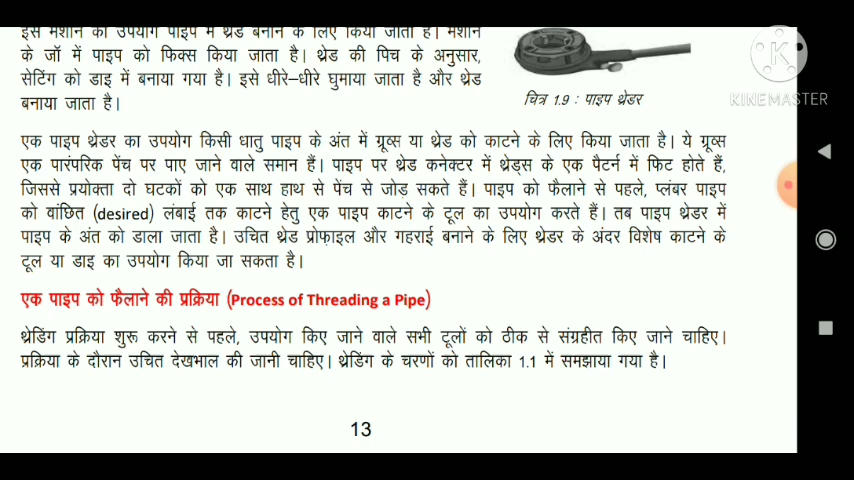 इस मशीन का उपयोग पाइप में थ्रेड बनाने के लिए किया जाता है। मशीन
के जॉ में पाइप को फिक्स किया जाता है। थ्रेड की पिच के अनुसार,
सेटिंग को डाइ में बनाया गया है। इसे धीरे–धीरे घुमाया जाता है और थ्रेड
बनाया जाता है।
चित्र 1.9 : पाइप थ्रेडर
KINEMASTER
एक पाइप थ्रेडर का उपयोग किसी धातु पाइप के अंत में ग्रूव्स या थ्रेड को काटने के लिए किया जाता है। ये ग्रूव्स
एक पारंपरिक पेंच पर पाए जाने वाले समान हैं। पाइप पर थ्रेड कनेक्टर में थ्रेड्स के एक पैटर्न में फिट होते हैं,
जिससे प्रयोक्ता दो घटकों को एक साथ हाथ से पेंच से जोड़ सकते हैं। पाइप को फैलाने से पहले, प्लंबर पाइप
को वांछित (desired) लंबाई तक काटने हेतु एक पाइप काटने के टूल का उपयोग करते हैं। तब पाइप थ्रेडर में
पाइप के अंत को डाला जाता है। उचित थ्रेड प्रोफ़ाइल और गहराई बनाने के लिए थ्रेडर के अंदर विशेष काटने के
टूल या डाइ का उपयोग किया जा सकता है।
एक पाइप को फैलाने की प्रक्रिया (Process of Threading a Pipe)
थ्रेडिंग प्रक्रिया शुरू करने से पहले, उपयोग किए जाने वाले सभी टूलों को ठीक से संग्रहीत किए जाने चाहिए।
प्रक्रिया के दौरान उचित देखभाल की जानी चाहिए। थ्रेडिंग के चरणों को तालिका 1.1 में समझाया गया है।
13